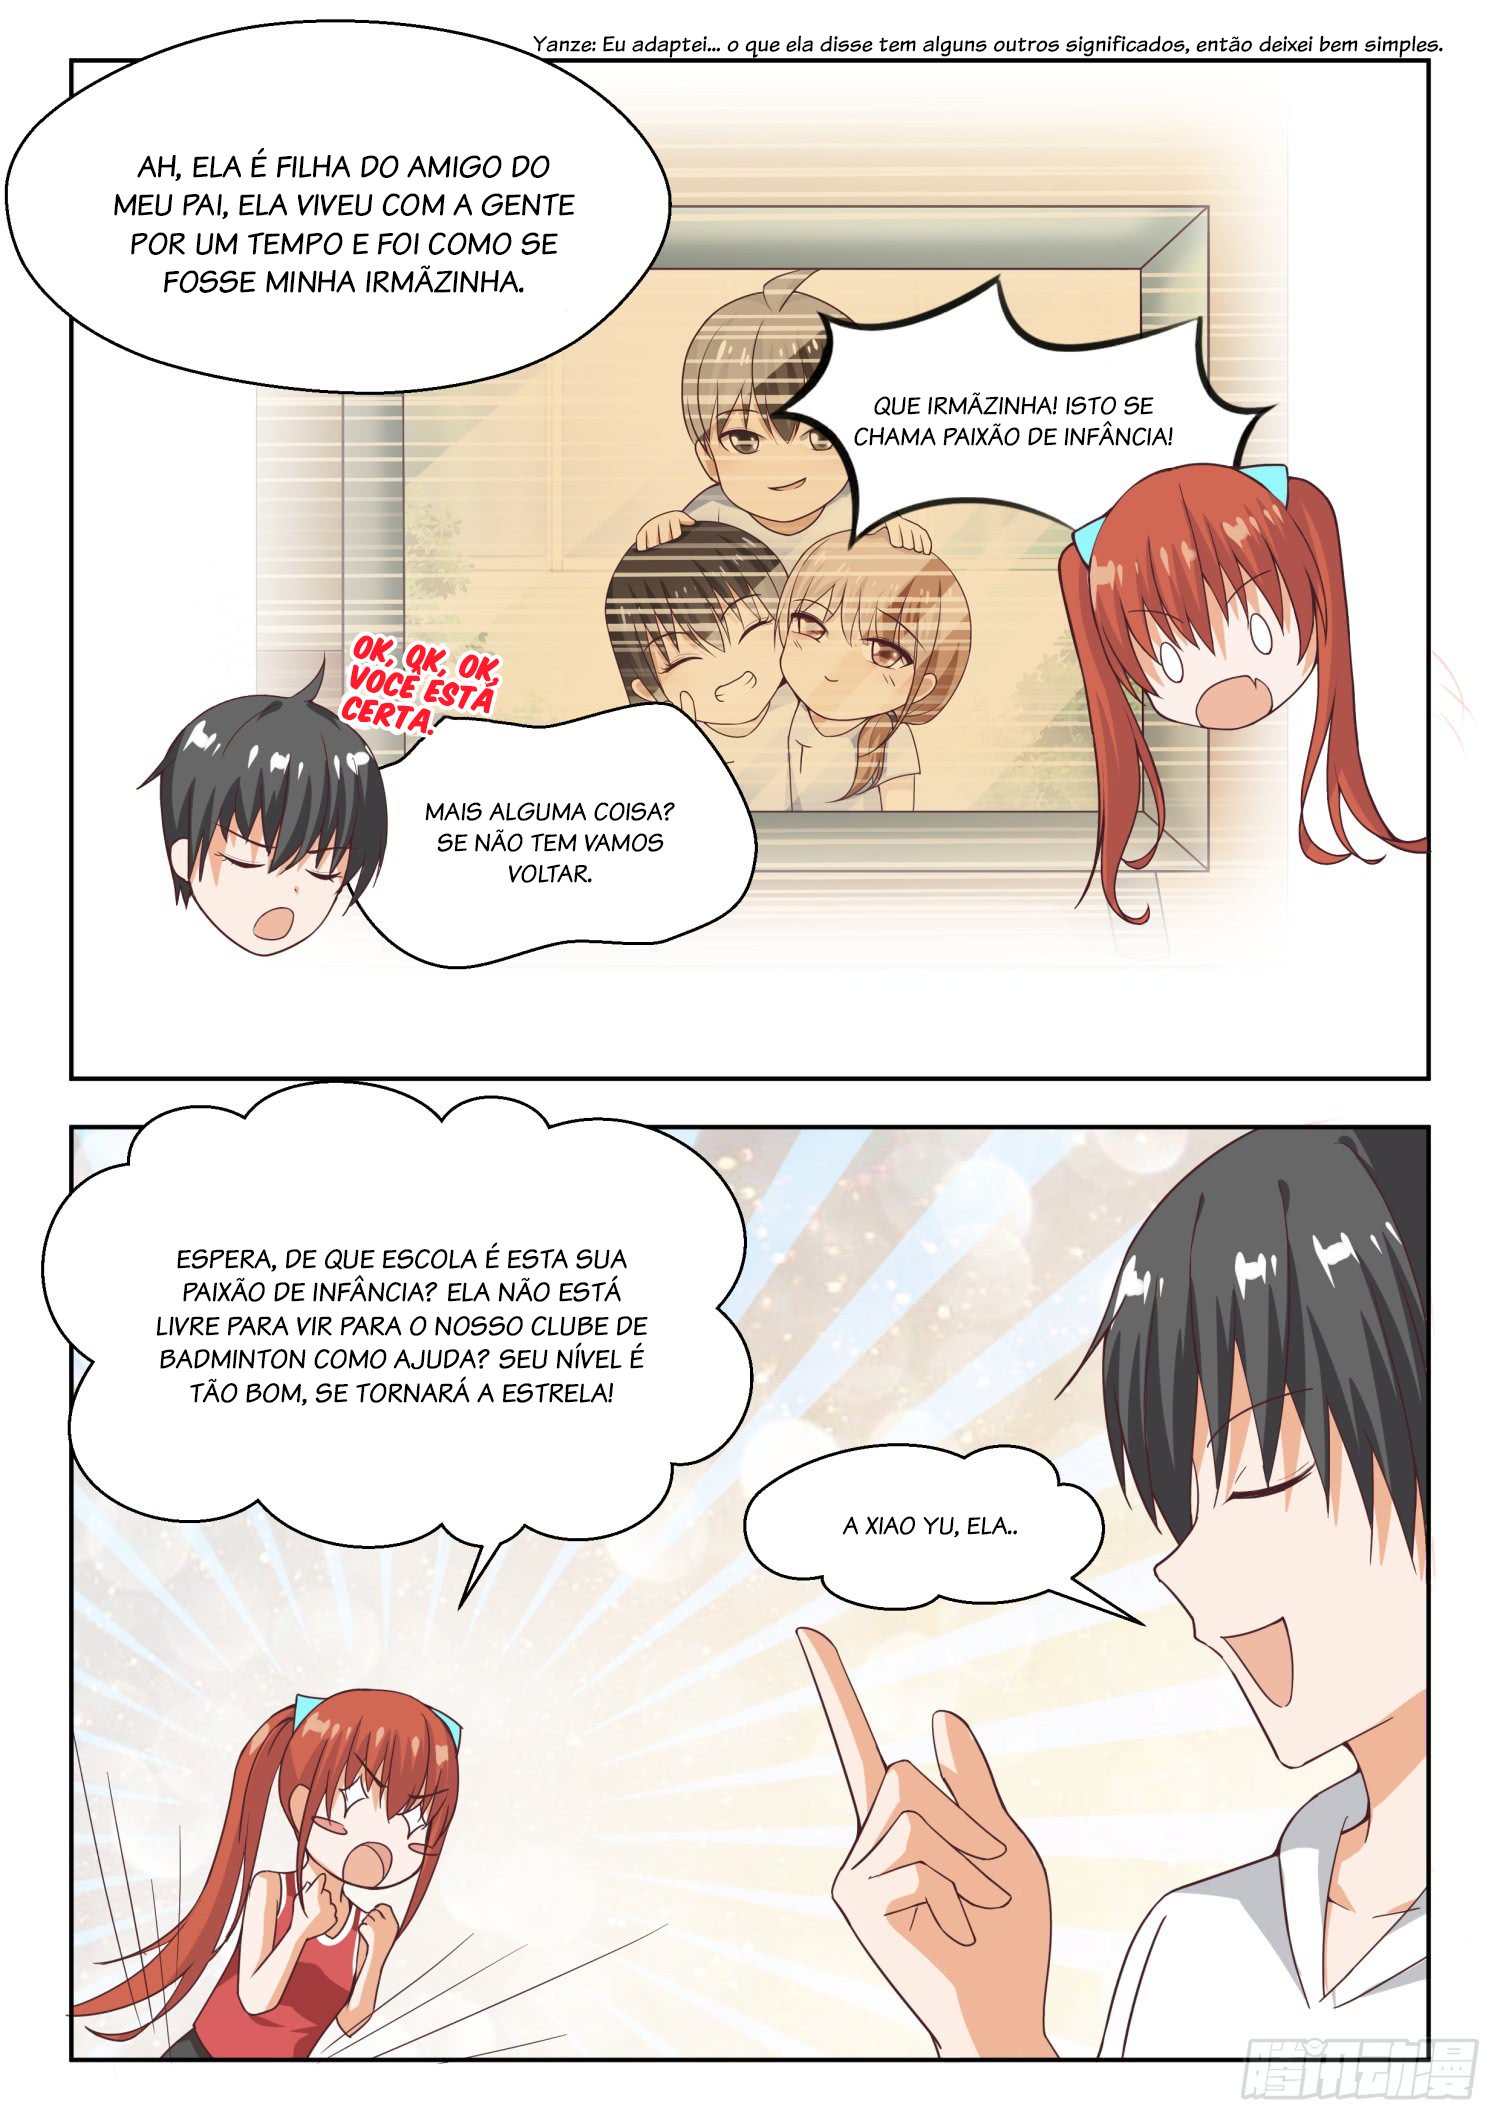 Yanze: Eu adaptei... o que ela disse tem alguns outros significados, então deixei bem simples.
AH, ELA É FILHA DO AMIGO DO
MEU PAI, ELA VIVEU COM A GENTE
POR UM TEMPO E FOI COMO SE
FOSSE MINHA IRMÃZINHA.
QUE IRMÃZINHA! ISTO SE
CHAMA PAIXÃO DE INFÂNCIA!
OK, OK, OK,
VOCÊ ESTÁ
CERTA.
MAIS ALGUMA COISA?
SE NÃO TEM VAMOS
VOLTAR.
ESPERA, DE QUE ESCOLA É ESTA SUA
PAIXÃO DE INFÂNCIA? ELA NÃO ESTÁ
LIVRE PARA VIR PARA O NOSSO CLUBE DE
BADMINTON COMO AJUDA? SEU NÍVEL É
TÃO BOM, SE TORNARÁ A ESTRELA!
A XIAO YU, ELA..
腾讯动漫